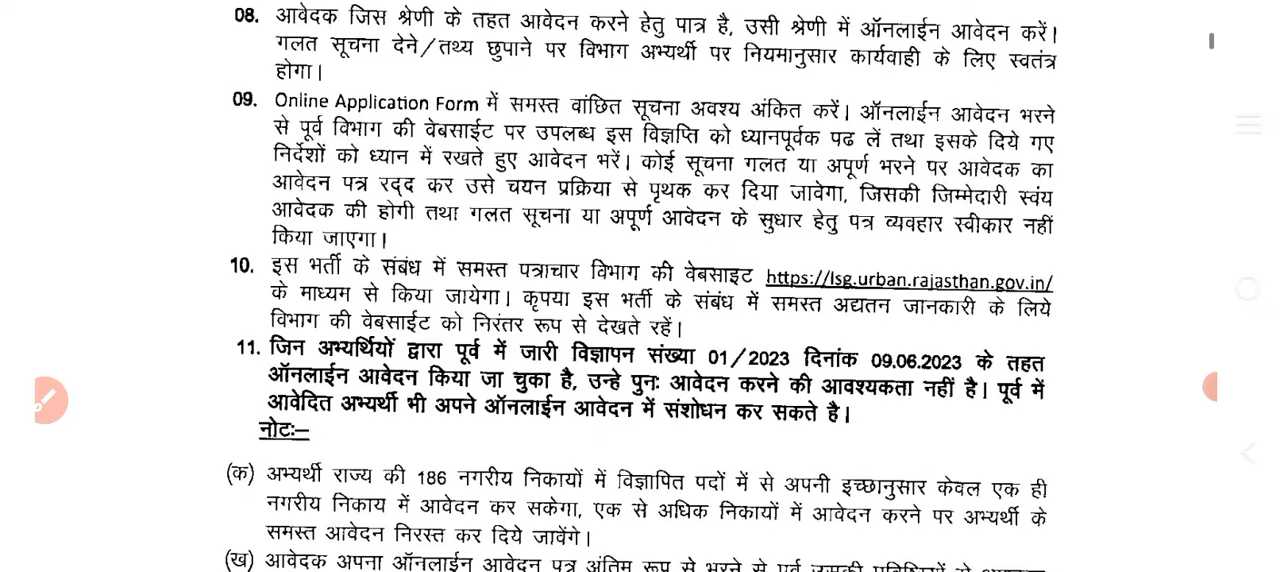 08. आवेदक जिस श्रेणी के तहत आवेदन करने हेतु पात्र है, उसी श्रेणी में ऑनलाईन आवेदन करें।
गलत सूचना देने/तथ्य छुपाने पर विभाग अभ्यर्थी पर नियमानुसार कार्यवाही के लिए स्वतंत्र
होगा।
09. Online Application Form में समस्त वांछित सूचना अवश्य अंकित करें। ऑनलाईन आवेदन भरने
से पूर्व विभाग की वेबसाईट पर उपलब्ध इस विज्ञप्ति को ध्यानपूर्वक पढ लें तथा इसके दिये गए
निर्देशों को ध्यान में रखते हुए आवेदन भरें। कोई सूचना गलत या अपूर्ण भरने पर आवेदक का
आवेदन पत्र रद्द कर उसे चयन प्रक्रिया से पृथक कर दिया जावेगा, जिसकी जिम्मेदारी स्वंय
आवेदक की होगी तथा गलत सूचना या अपूर्ण आवेदन के सुधार हेतु पत्र व्यवहार स्वीकार नहीं
किया जाएगा।
10. इस भर्ती के संबंध में समस्त पत्राचार विभाग की वेबसाइट https://lsg.urban.rajasthan.gov.in/
के माध्यम से किया जायेगा। कृपया इस भर्ती के संबंध में समस्त अद्यतन जानकारी के लिये
विभाग की वेबसाईट को निरंतर रूप से देखते रहें।
11. जिन अभ्यर्थियों द्वारा पूर्व में जारी विज्ञापन संख्या 01/2023 दिनांक 09.06.2023 के तहत
ऑनलाईन आवेदन किया जा चुका है, उन्हे पुनः आवेदन करने की आवश्यकता नहीं है। पूर्व में
आवेदित अभ्यर्थी भी अपने ऑनलाईन आवेदन में संशोधन कर सकते है।
नोटः–
(क) अभ्यर्थी राज्य की 186 नगरीय निकायों में विज्ञापित पदों में से अपनी इच्छानुसार केवल एक ही
नगरीय निकाय में आवेदन कर सकेगा, एक से अधिक निकायों में आवेदन करने पर अभ्यर्थी के
समस्त आवेदन निरस्त कर दिये जावेंगे।
(ख) आवेदक अपना ऑनलाईन आवेदन पत्र अंतिम रूप से भरने से पूर्व उसकी